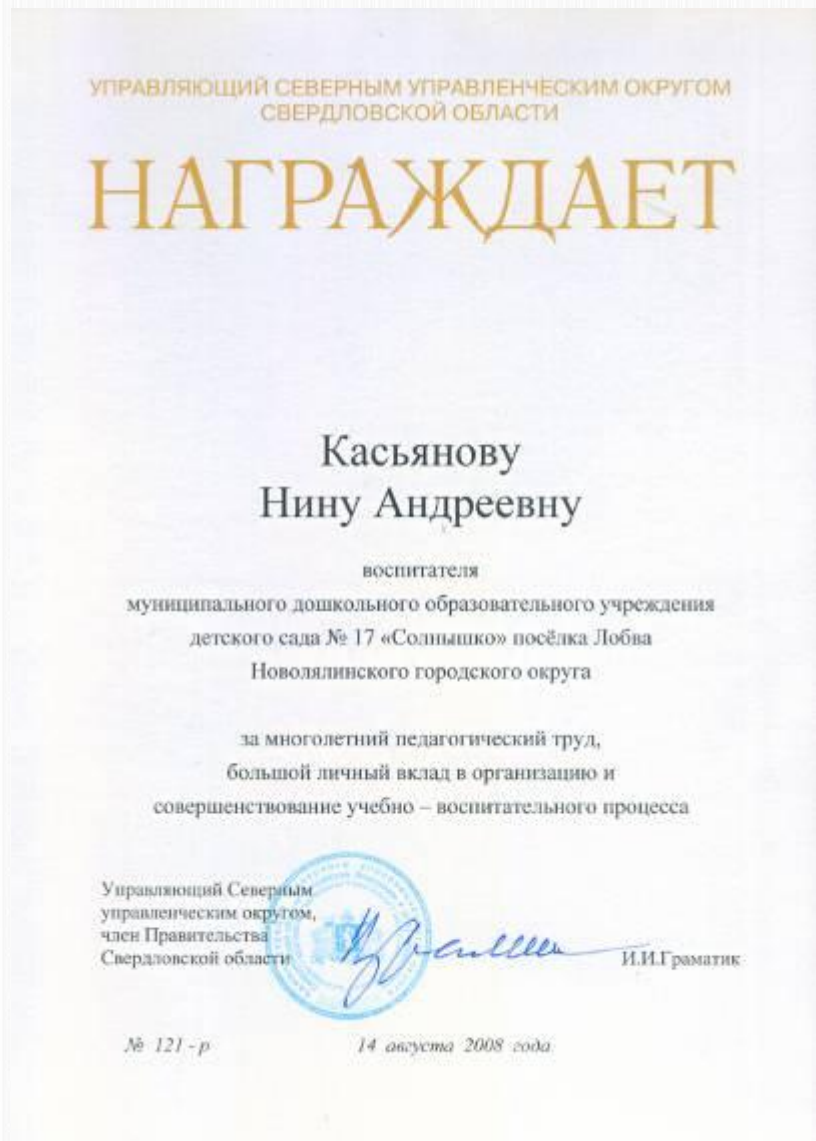 УПРАВЛЯЮЩИЙ СЕВЕРНЫМ УПРАВЛЕНЧЕСКИМ ОКРУГОМ
СВЕРДЛОВСКОЙ ОБЛАСТИ
НАГРАЖДАЕТ
Касьянову
Нину Андреевну
воспитателя
муниципального дошкольного образовательного учреждения
детского сада № 17 «Солнышко» посёлка Лобва
Новолялинского городского округа
за многолетний педагогический труд,
большой личный вклад в организацию и
совершенствование учебно – воспитательного процесса
Управляющий Северным
управленческим округом,
член Правительства
Свердловской области
И.И.Граматик
№ 121 - р 14 августа 2008 года